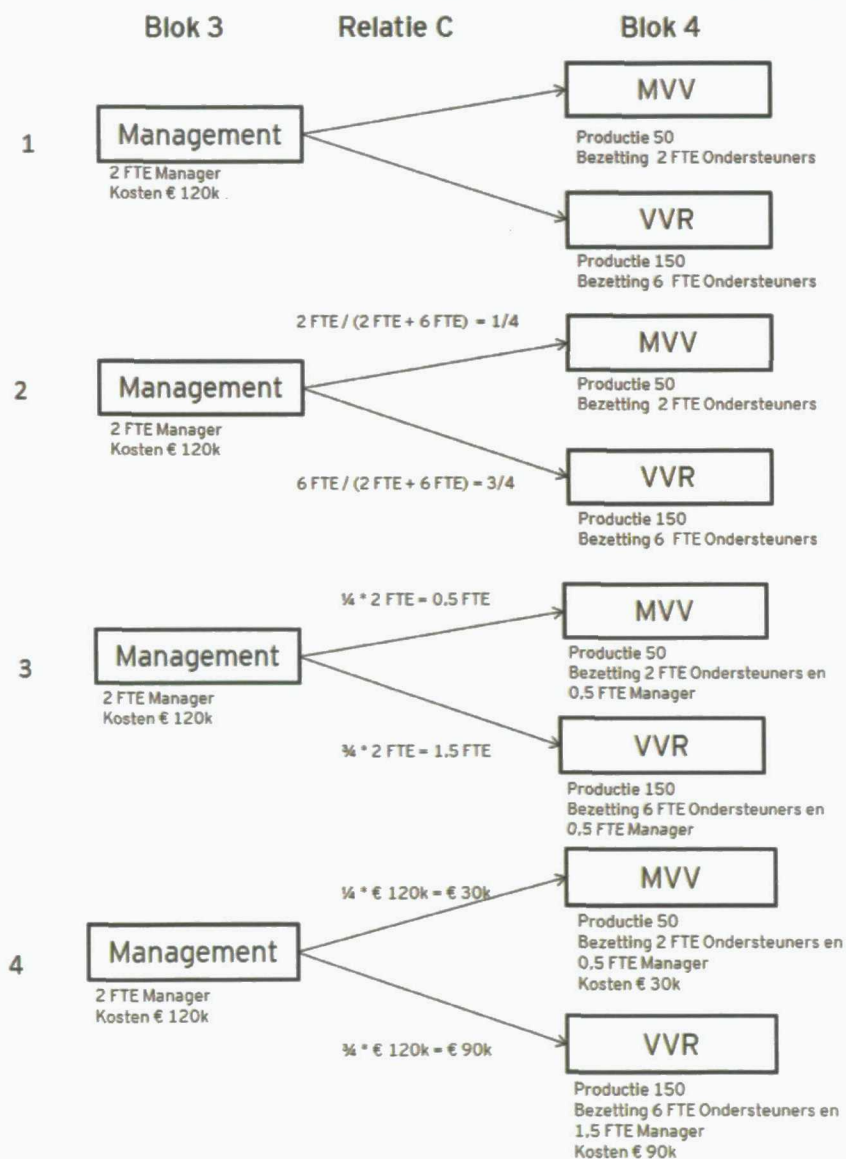 Blok 3 Relatie C Blok 4
1
Management
2 FTE Manager
Kosten € 120k
MVV
Productie 50
Bezetting 2 FTE Ondersteuners
VVR
Productie 150
Bezetting 6 FTE Ondersteuners
2
Management
2 FTE Manager
Kosten € 120k
2 FTE / (2 FTE + 6 FTE) = 1/4
6 FTE / (2 FTE + 6 FTE) = 3/4
MVV
Productie 50
Bezetting 2 FTE Ondersteuners
VVR
Productie 150
Bezetting 6 FTE Ondersteuners
3
Management
2 FTE Manager
Kosten € 120k
¼ * 2 FTE = 0,5 FTE
¾ * 2 FTE = 1,5 FTE
MVV
Productie 50
Bezetting 2 FTE Ondersteuners en
0,5 FTE Manager
VVR
Productie 150
Bezetting 6 FTE Ondersteuners en
0,5 FTE Manager
4
Management
2 FTE Manager
Kosten € 120k
¼ * € 120k = € 30k
¾ * € 120k = € 90k
MVV
Productie 50
Bezetting 2 FTE Ondersteuners en
0,5 FTE Manager
Kosten € 30k
VVR
Productie 150
Bezetting 6 FTE Ondersteuners en
1,5 FTE Manager
Kosten € 90k